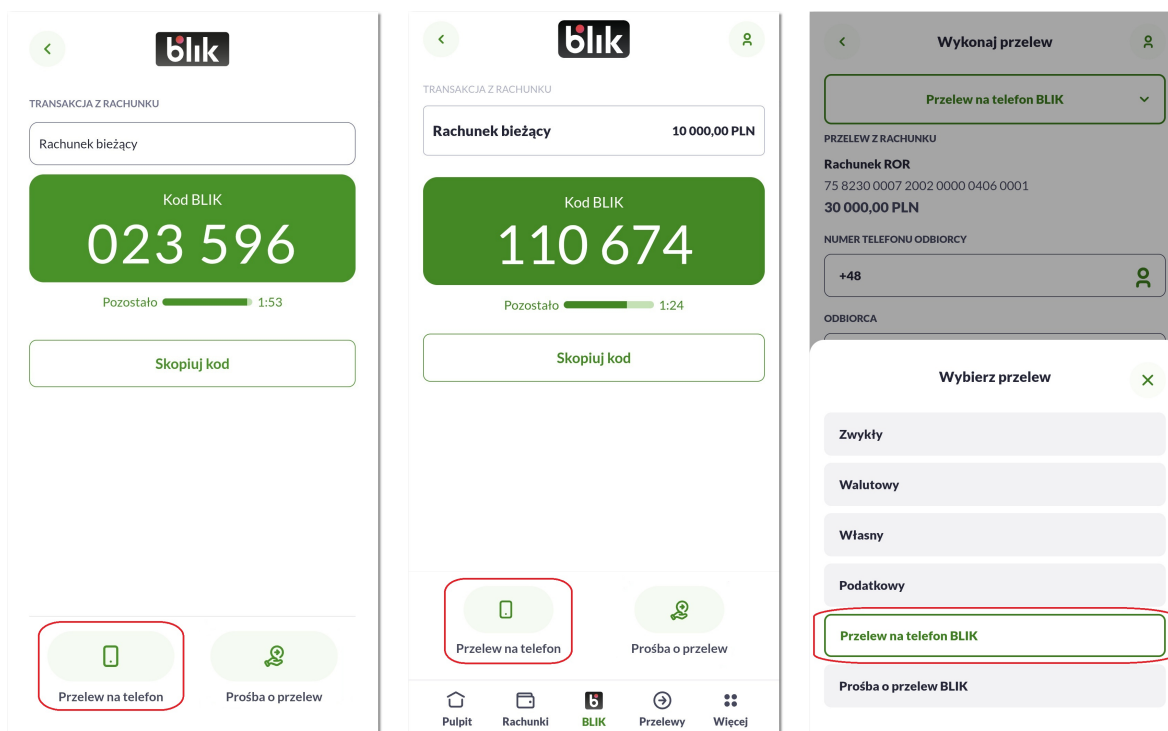 blik
TRANSAKCJA Z RACHUNKU
Rachunek bieżący
Kod BLIK
023 596
Pozostało 1:53
Skopiuj kod
Przelew na telefon
Prośba o przelew
blik
TRANSAKCJA Z RACHUNKU
Rachunek bieżący 10 000,00 PLN
Kod BLIK
110 674
Pozostało 1:24
Skopiuj kod
Przelew na telefon
Prośba o przelew
Pulpit
Rachunki
BLIK
Przelewy
Więcej
Wykonaj przelew
Przelew na telefon BLIK
PRZELEW Z RACHUNKU
Rachunek ROR
75 8230 0007 2002 0000 0406 0001
30 000,00 PLN
NUMER TELEFONU ODBIORCY
+48
ODBIORCA
Wybierz przelew
Zwykły
Walutowy
Własny
Podatkowy
Przelew na telefon BLIK
Prośba o przelew BLIK